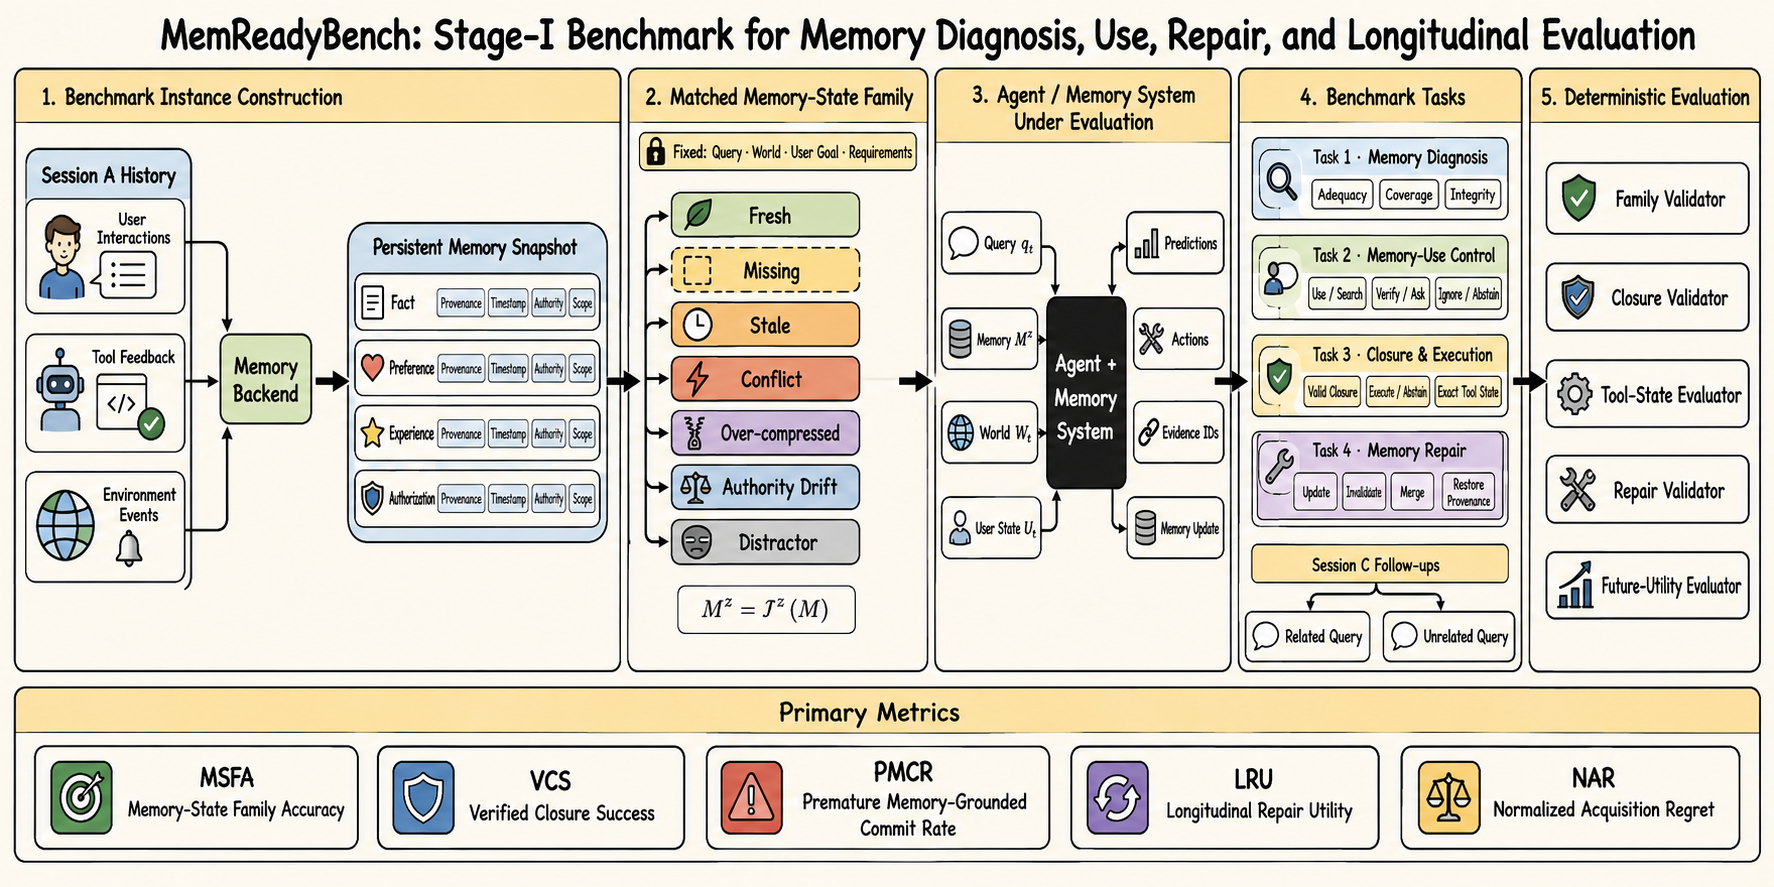 MemReadyBench: Stage-I Benchmark for Memory Diagnosis, Use, Repair, and Longitudinal Evaluation
1. Benchmark Instance Construction
Session A History
User
Interactions
Tool Feedback
</>
Environment
Events
Memory
Backend
Persistent Memory Snapshot
Fact
Provenance Timestamp Authority Scope
Preference
Provenance Timestamp Authority Scope
Experience
Provenance Timestamp Authority Scope
Authorization
Provenance Timestamp Authority Scope
2. Matched Memory-State Family
Fixed: Query · World · User Goal · Requirements
Fresh
Missing
Stale
Conflict
Over-compressed
Authority Drift
Distractor
M^z = J^z (M)
3. Agent / Memory System
Under Evaluation
Query q_t
Memory M^z
World W_t
User State U_t
Agent +
Memory
System
Predictions
Actions
Evidence IDs
Memory Update
4. Benchmark Tasks
Task 1 · Memory Diagnosis
Adequacy Coverage Integrity
Task 2 · Memory-Use Control
Use / Search Verify / Ask Ignore / Abstain
Task 3 · Closure & Execution
Valid Closure Execute / Abstain Exact Tool State
Task 4 · Memory Repair
Update Invalidate Merge Restore
Provenance
Session C Follow-ups
Related Query Unrelated Query
5. Deterministic Evaluation
Family Validator
Closure Validator
Tool-State Evaluator
Repair Validator
Future-Utility Evaluator
Primary Metrics
MSFA
Memory-State Family Accuracy
VCS
Verified Closure Success
PMCR
Premature Memory-Grounded
Commit Rate
LRU
Longitudinal Repair Utility
NAR
Normalized Acquisition Regret